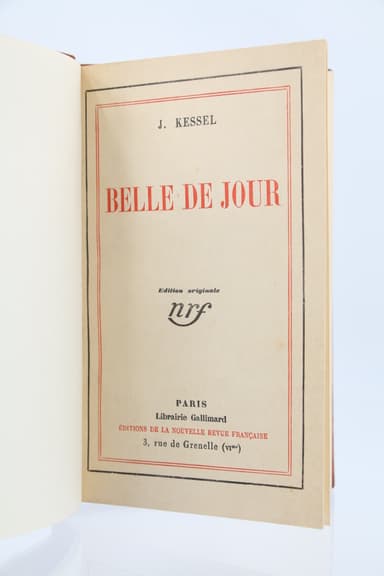 J. KESSEL
BELLE DE JOUR
Edition originale
nrf
PARIS
Librairie Gallimard
ÉDITIONS DE LA NOUVELLE REVUE FRANÇAISE
3, rue de Grenelle (VIme)